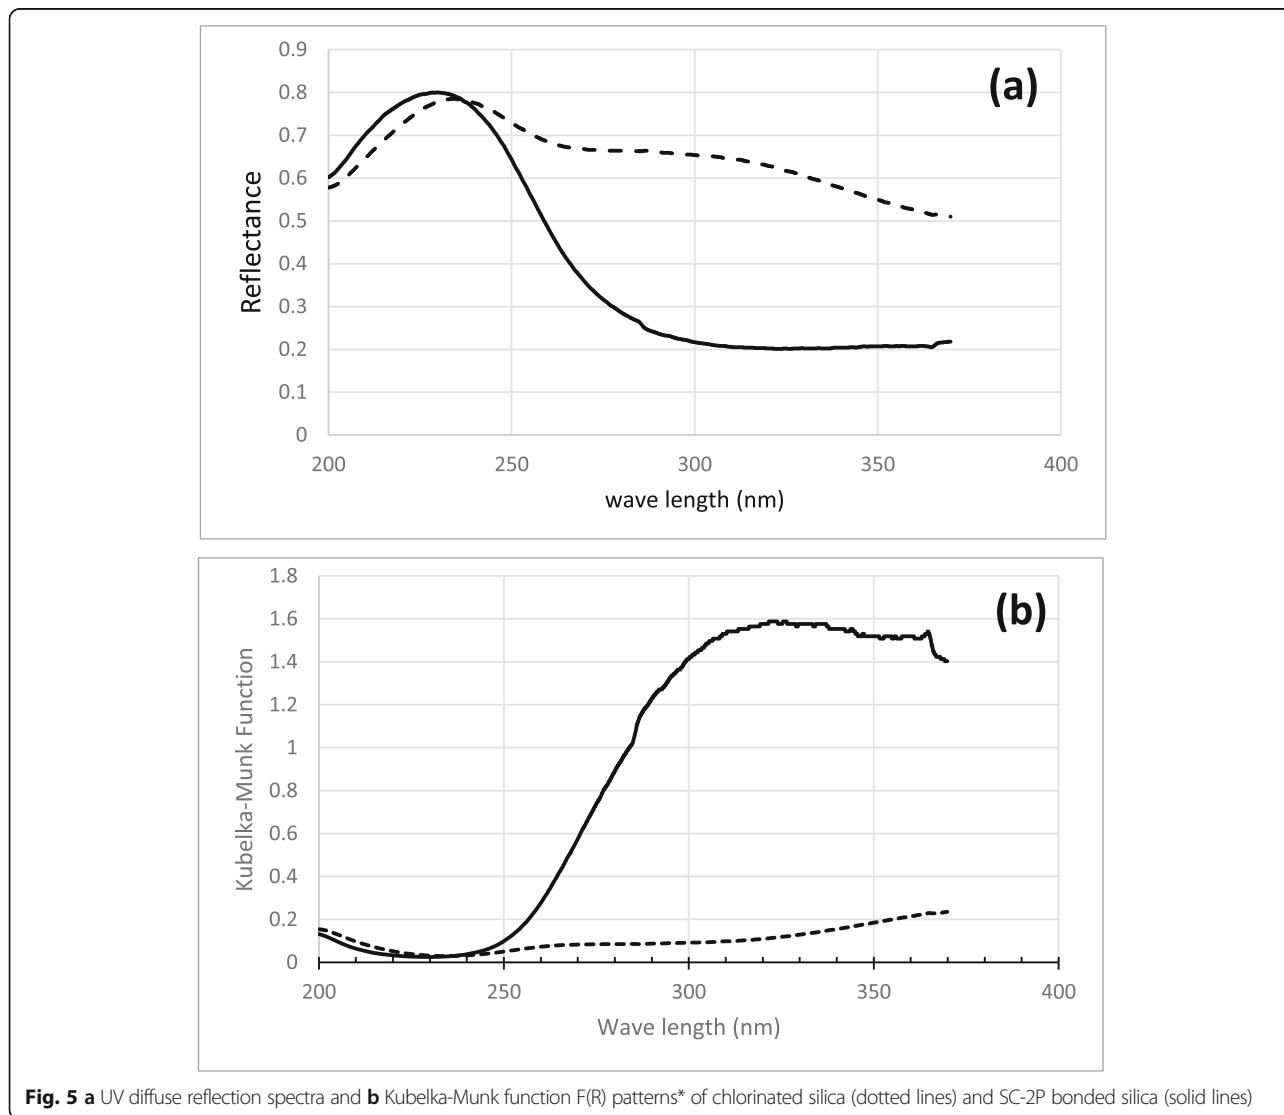 (a)
0.9
0.8
0.7
0.6
0.5
0.4
0.3
0.2
0.1
0
Reflectance
200 250 300 350 400
wave length (nm)
(b)
1.8
1.6
1.4
1.2
1
0.8
0.6
0.4
0.2
0
Kubelka-Munk Function
200 250 300 350 400
Wave length (nm)
Fig. 5 a UV diffuse reflection spectra and b Kubelka-Munk function F(R) patterns* of chlorinated silica (dotted lines) and SC-2P bonded silica (solid lines)